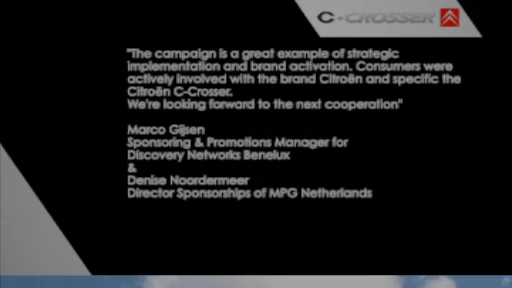 C-CROSSER
"The campaign is a great example of strategic
implementation and brand activation. Consumers were
actively involved with the brand Citroën and specific the
Citroën C-Crosser.
We're looking forward to the next cooperation"
Marco Gijsen
Sponsoring & Promotions Manager for
Discovery Networks Benelux
&
Denise Noordermeer
Director Sponsorships of MPG Netherlands